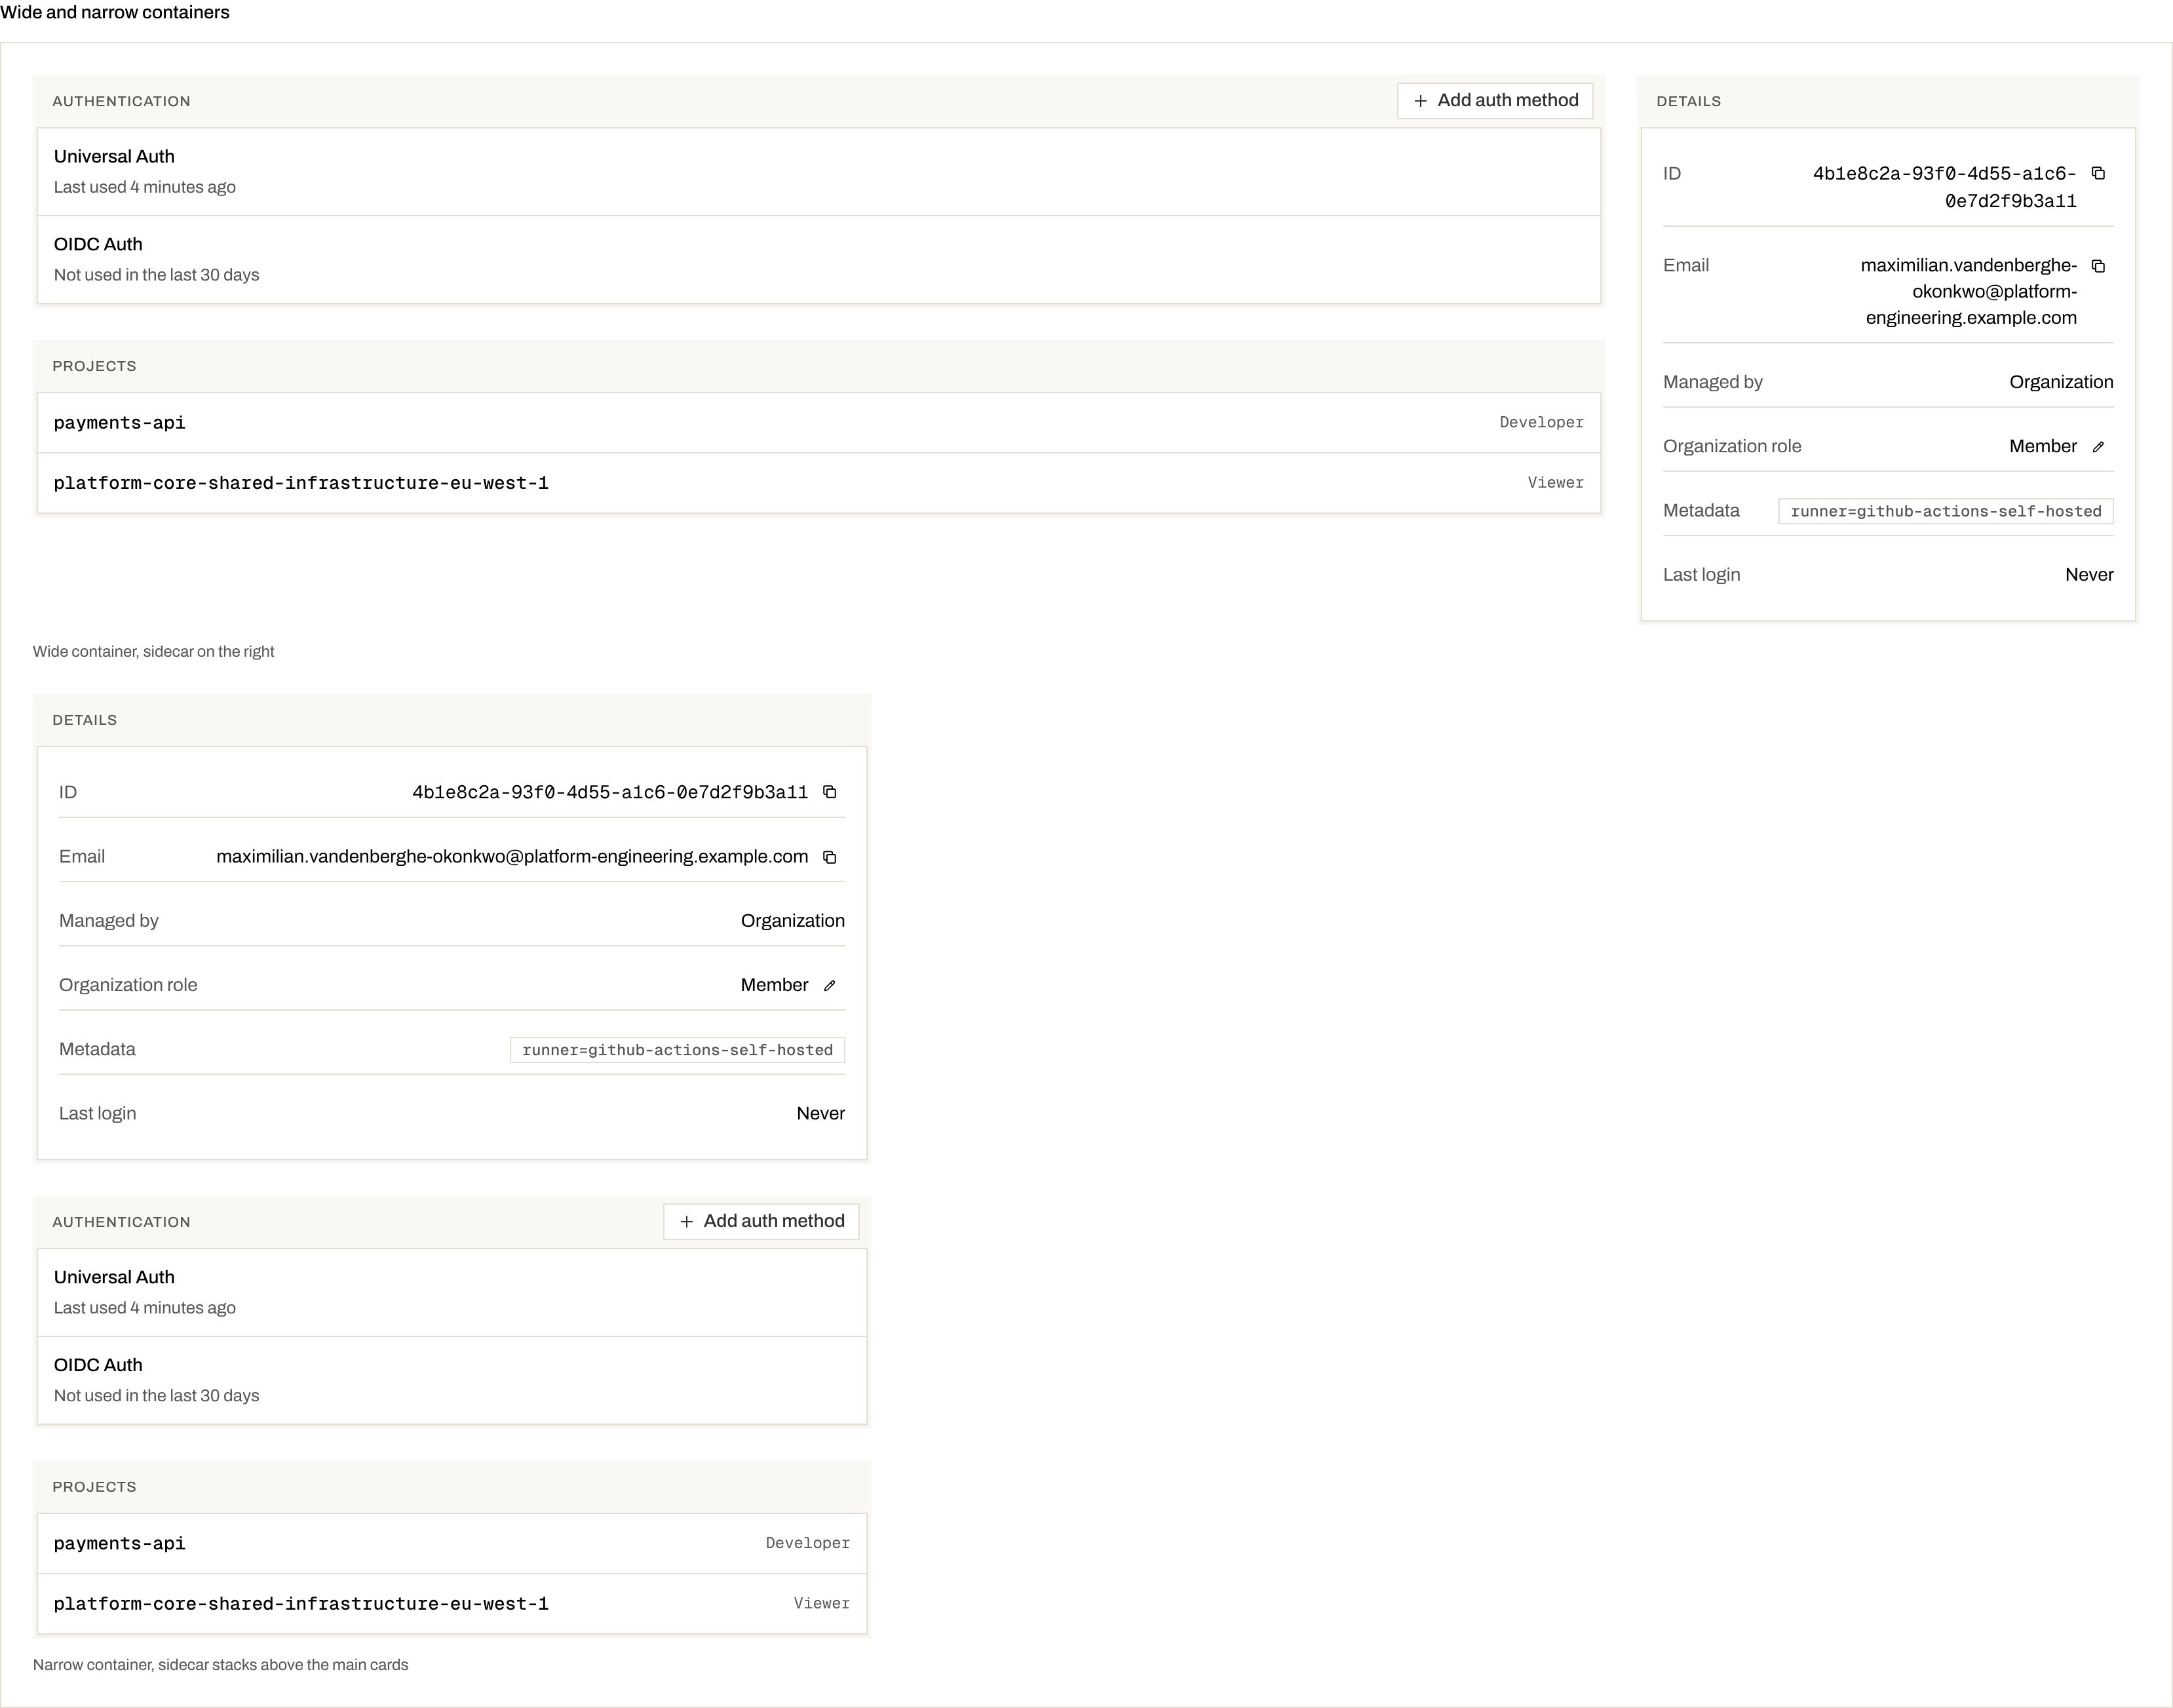 Wide and narrow containers
AUTHENTICATION
Add auth method
Universal Auth
Last used 4 minutes ago
OIDC Auth
Not used in the last 30 days
PROJECTS
payments-api
Developer
platform-core-shared-infrastructure-eu-west-1
Viewer
DETAILS
ID
4b1e8c2a-93f0-4d55-a1c6-
0e7d2f9b3a11
Email
maximilian.vandenberghe-
okonkwo@platform-
engineering.example.com
Managed by
Organization
Organization role
Member
Metadata
runner=github-actions-self-hosted
Last login
Never
Wide container, sidecar on the right
DETAILS
ID
4b1e8c2a-93f0-4d55-a1c6-0e7d2f9b3a11
Email
maximilian.vandenberghe-okonkwo@platform-engineering.example.com
Managed by
Organization
Organization role
Member
Metadata
runner=github-actions-self-hosted
Last login
Never
AUTHENTICATION
Add auth method
Universal Auth
Last used 4 minutes ago
OIDC Auth
Not used in the last 30 days
PROJECTS
payments-api
Developer
platform-core-shared-infrastructure-eu-west-1
Viewer
Narrow container, sidecar stacks above the main cards